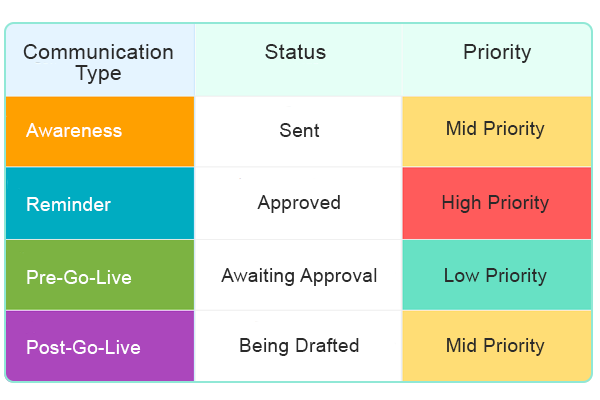 Communication
Type
Status
Priority
Awareness
Sent
Mid Priority
Reminder
Approved
High Priority
Pre-Go-Live
Awaiting Approval
Low Priority
Post-Go-Live
Being Drafted
Mid Priority